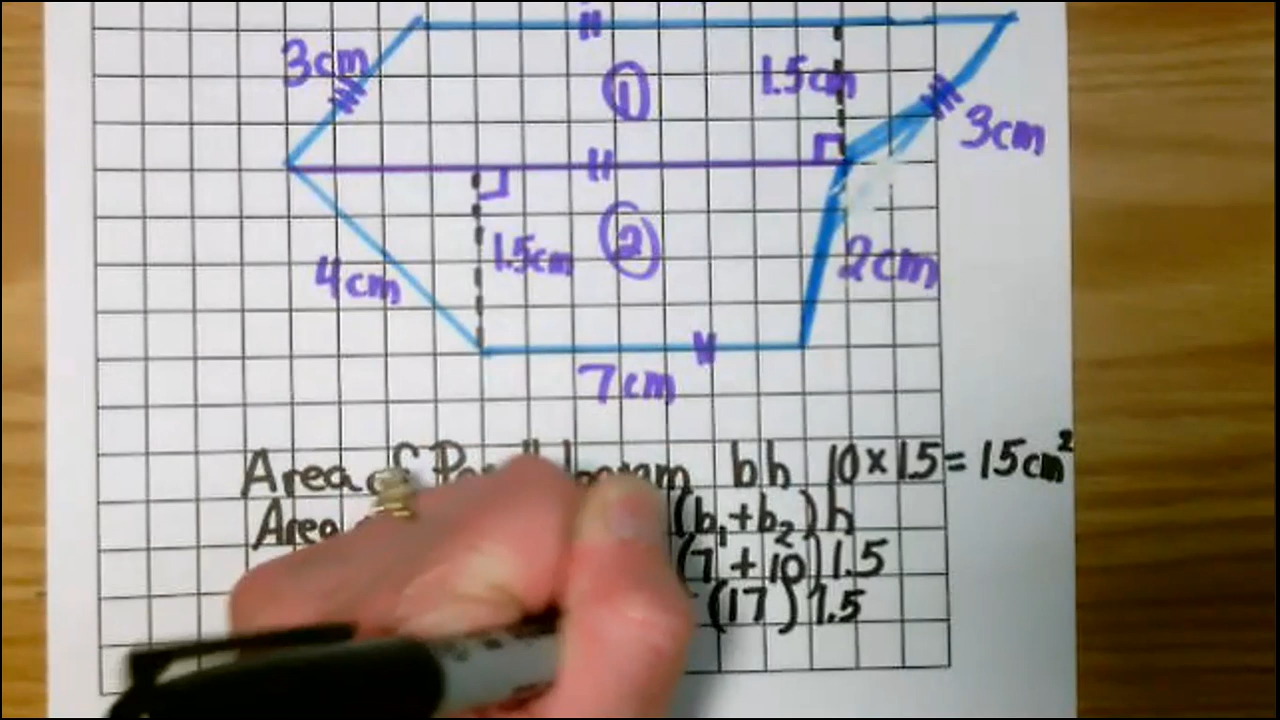 3cm
1
1.5cm
3cm
1.5cm
2
4cm
2cm
7cm
Area of bh 10 x 1.5 = 15cm²
Area (b₁+b₂)h
(7 + 10) 1.5
(17) 1.5